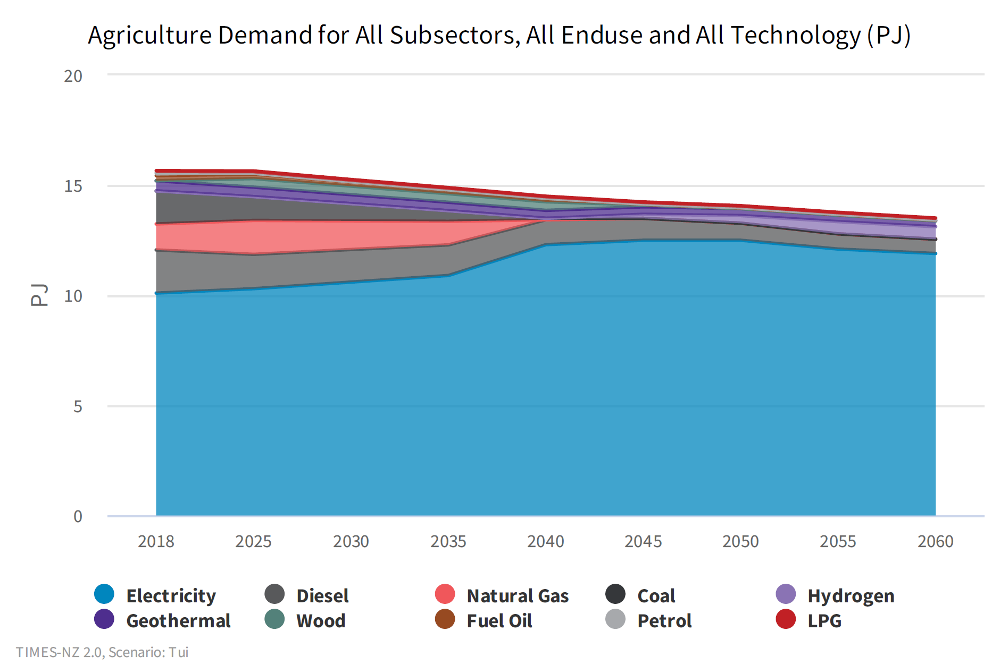 Agriculture Demand for All Subsectors, All Enduse and All Technology (PJ)
20
15
10
5
0
PJ
2018 2025 2030 2035 2040 2045 2050 2055 2060
Electricity Diesel Natural Gas Coal Hydrogen
Geothermal Wood Fuel Oil Petrol LPG
TIMES-NZ 2.0, Scenario: Tui